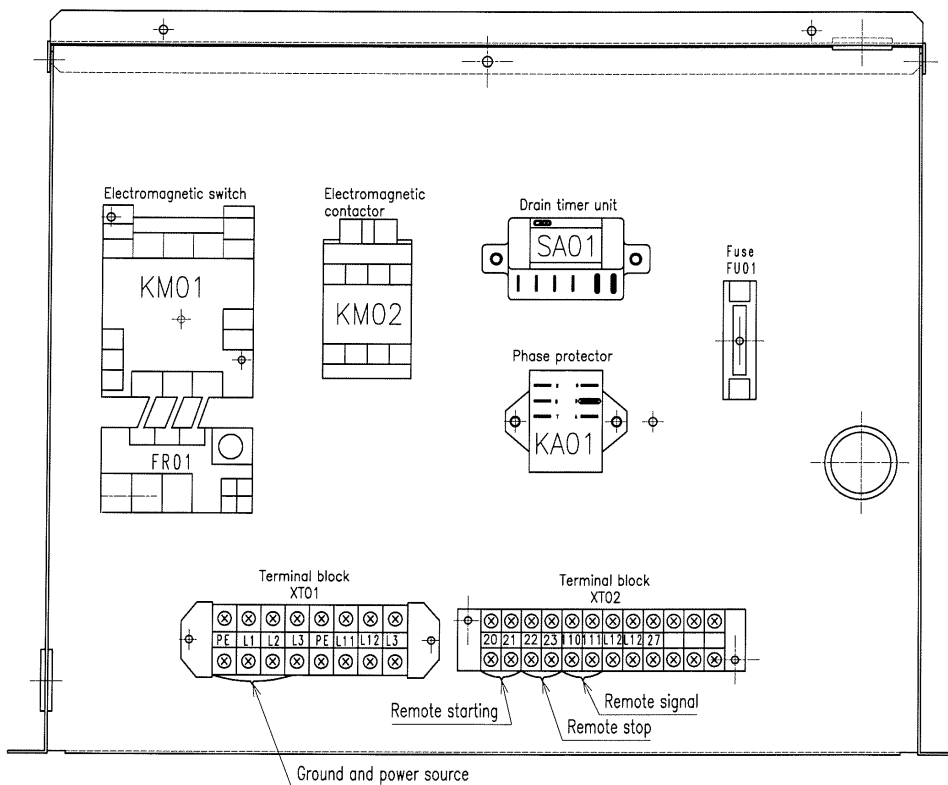 Electromagnetic switch
KM01
FR01
Electromagnetic
contactor
KM02
Drain timer unit
SA01
Phase protector
KA01
Fuse
FU01
Terminal block
XT01
PE L1 L2 L3 PE L11 L12 L3
Terminal block
XT02
20 21 22 23 110 111 L12 L12 27
Remote starting
Remote stop
Remote signal
Ground and power source